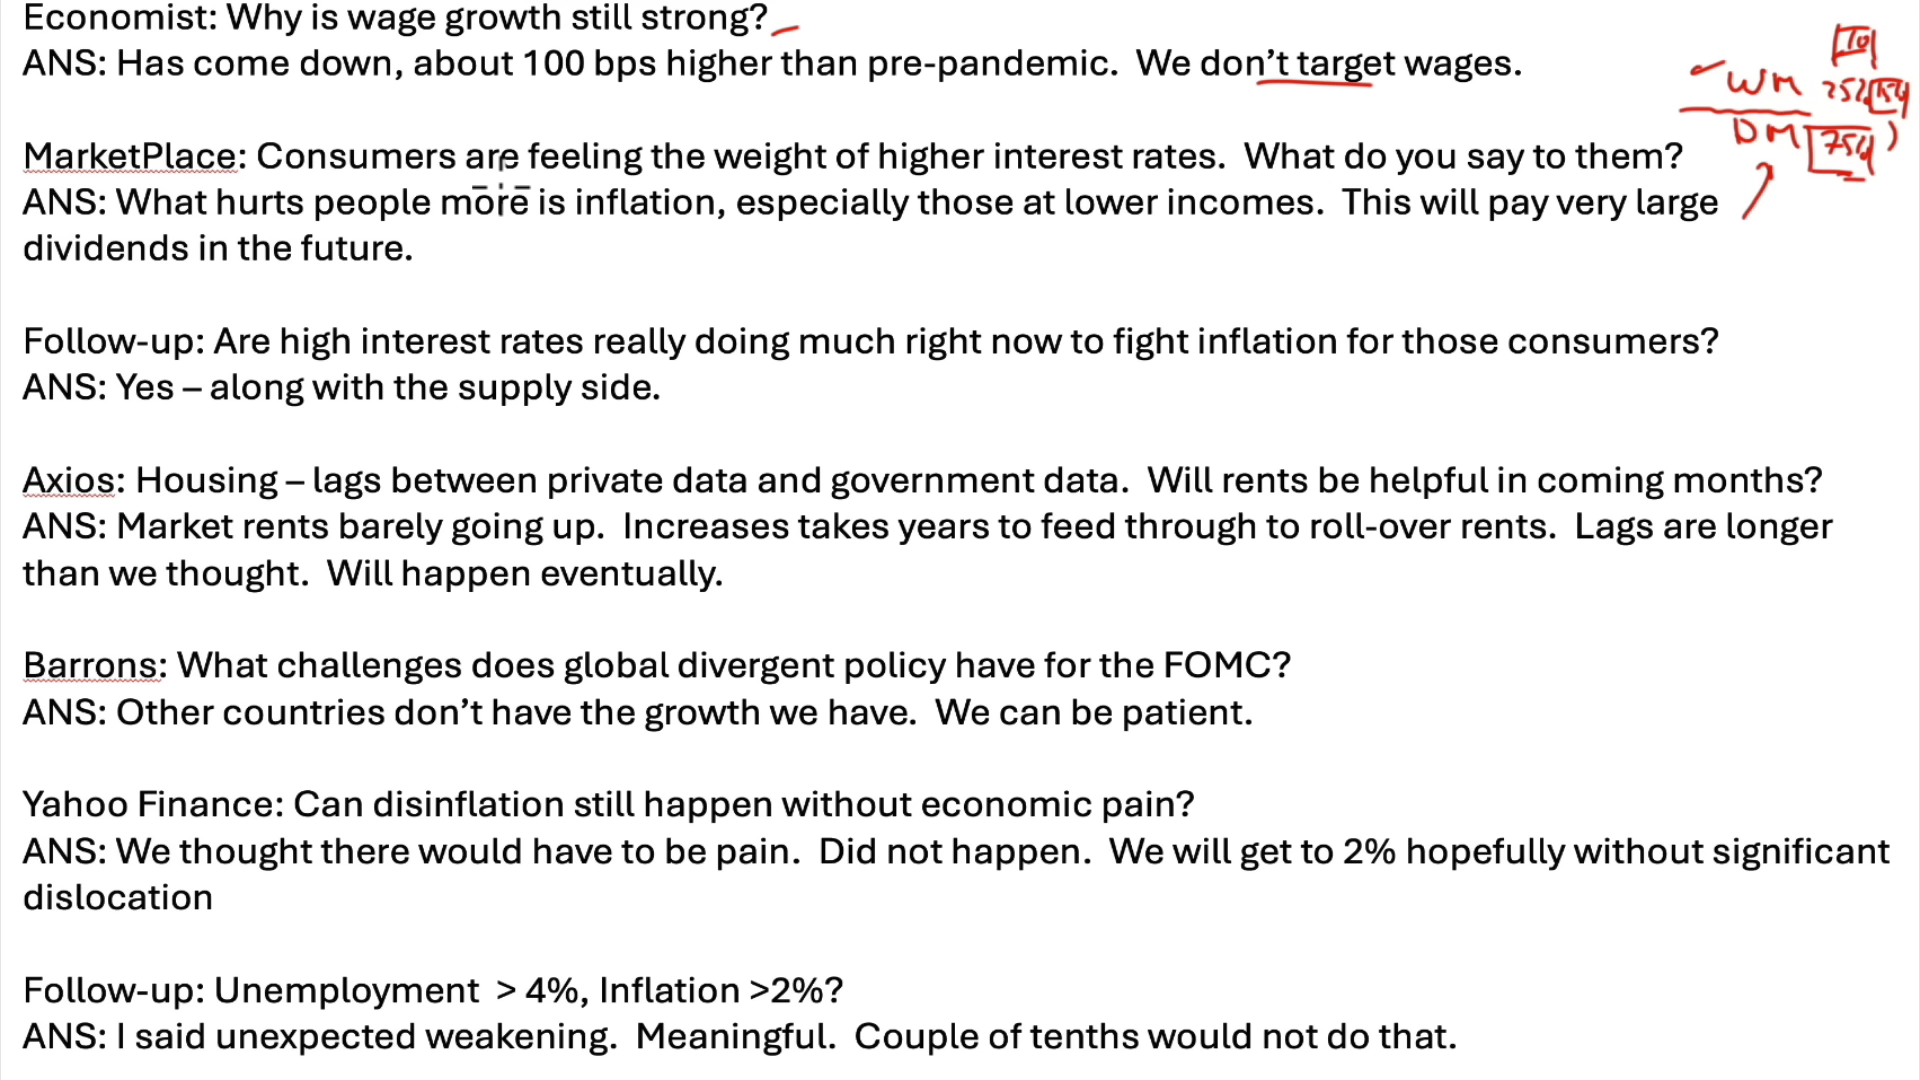 Economist: Why is wage growth still strong?
ANS: Has come down, about 100 bps higher than pre-pandemic.  We don’t target wages.
WM
DM
MarketPlace: Consumers are feeling the weight of higher interest rates.  What do you say to them?
ANS: What hurts people more is inflation, especially those at lower incomes.  This will pay very large
dividends in the future.
Follow-up: Are high interest rates really doing much right now to fight inflation for those consumers?
ANS: Yes – along with the supply side.
Axios: Housing – lags between private data and government data.  Will rents be helpful in coming months?
ANS: Market rents barely going up.  Increases takes years to feed through to roll-over rents.  Lags are longer
than we thought.  Will happen eventually.
Barrons: What challenges does global divergent policy have for the FOMC?
ANS: Other countries don’t have the growth we have.  We can be patient.
Yahoo Finance: Can disinflation still happen without economic pain?
ANS: We thought there would have to be pain.  Did not happen.  We will get to 2% hopefully without significant
dislocation
Follow-up: Unemployment  > 4%, Inflation >2%?
ANS: I said unexpected weakening.  Meaningful.  Couple of tenths would not do that.